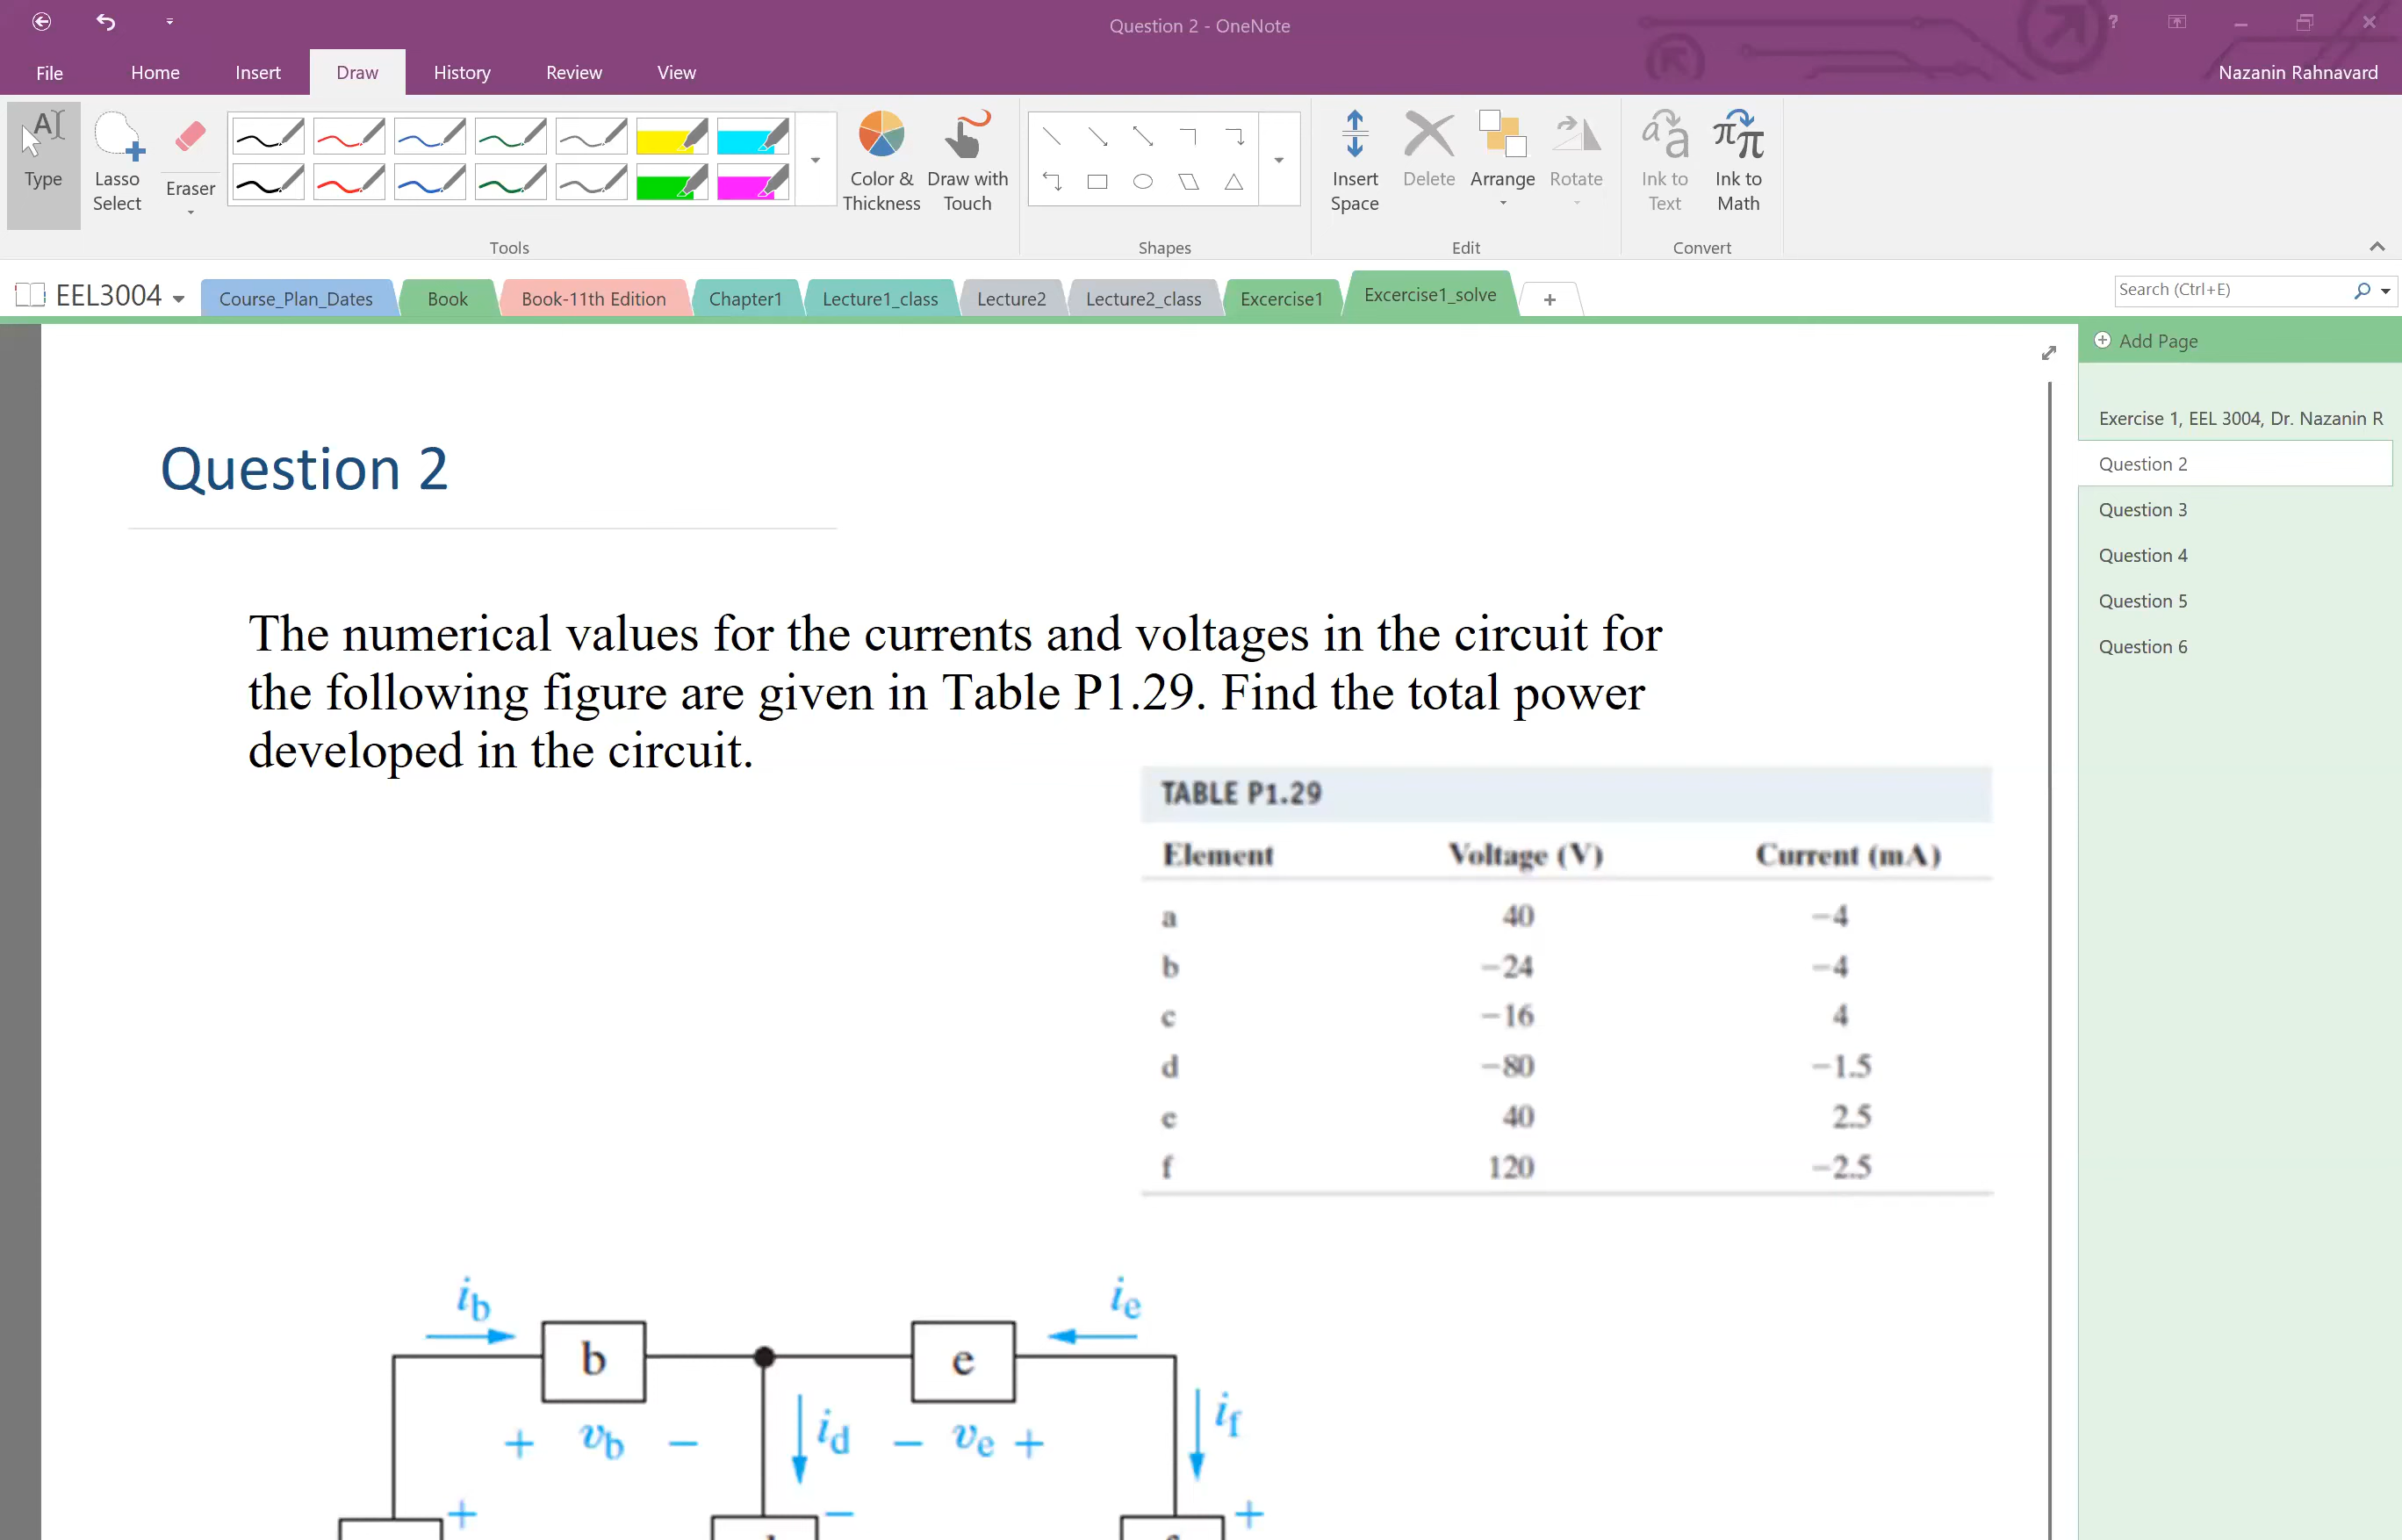 Question 2 - OneNote
?
File Home Insert Draw History Review View
Nazanin Rahnavard
Type
Lasso Select
Eraser
Color & Thickness
Draw with Touch
Insert Space
Delete
Arrange
Rotate
Ink to Text
Ink to Math
Tools
Shapes
Edit
Convert
EEL3004
Course_Plan_Dates
Book
Book-11th Edition
Chapter1
Lecture1_class
Lecture2
Lecture2_class
Excercise1
Excercise1_solve
+
Search (Ctrl+E)
Add Page
Exercise 1, EEL 3004, Dr. Nazanin R
Question 2
Question 3
Question 4
Question 5
Question 6
Question 2
The numerical values for the currents and voltages in the circuit for
the following figure are given in Table P1.29. Find the total power
developed in the circuit.
TABLE P1.29
Element Voltage (V) Current (mA)
a 40 −4
b −24 −4
c −16 4
d −80 −1.5
e 40 2.5
f 120 −2.5
ib
ie
b
e
+ vb −
id
− ve +
if
+
−
+